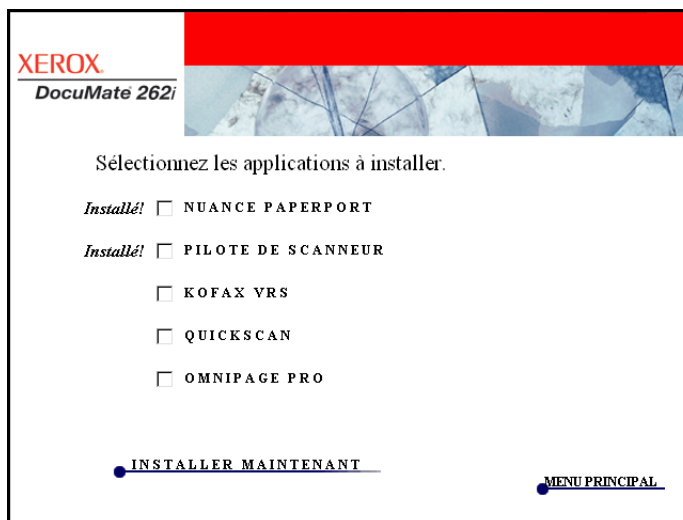 XEROX
DocuMate 262i
Sélectionnez les applications à installer.
Installé! NUANCE PAPERPORT
Installé! PILOTE DE SCANNEUR
KOFAX VRS
QUICKSCAN
OMNIPAGE PRO
INSTALLER MAINTENANT
MENU PRINCIPAL